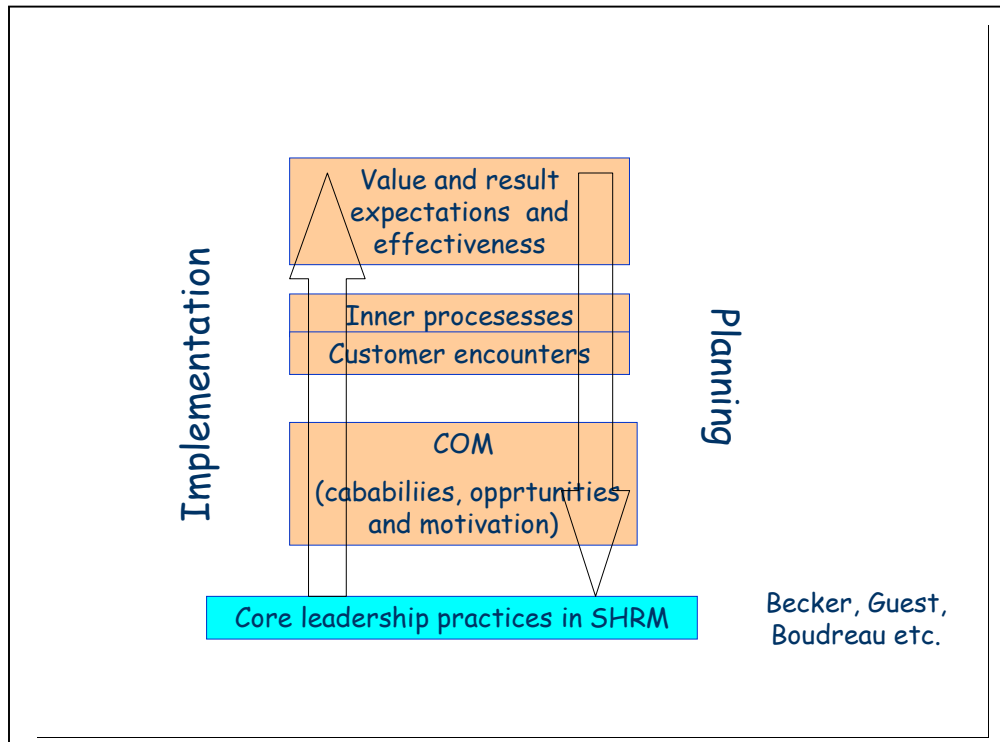 Value and result
expectations and
effectiveness
Implementation
Inner procesesses
Customer encounters
Planning
COM
(cababiliies, opprtunities
and motivation)
Core leadership practices in SHRM
Becker, Guest,
Boudreau etc.